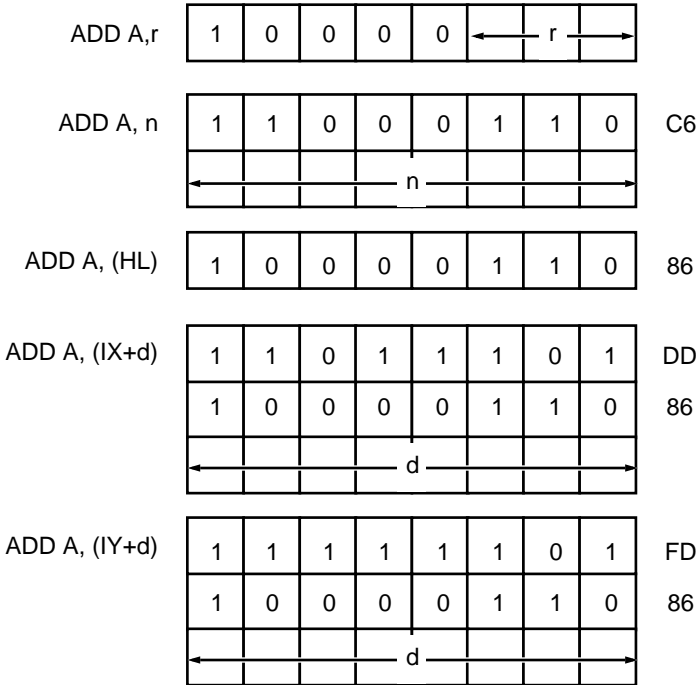 ADD A,r 1 0 0 0 0 r
ADD A, n 1 1 0 0 0 1 1 0 C6
n
ADD A, (HL) 1 0 0 0 0 1 1 0 86
ADD A, (IX+d) 1 1 0 1 1 1 0 1 DD
1 0 0 0 0 1 1 0 86
d
ADD A, (IY+d) 1 1 1 1 1 1 0 1 FD
1 0 0 0 0 1 1 0 86
d